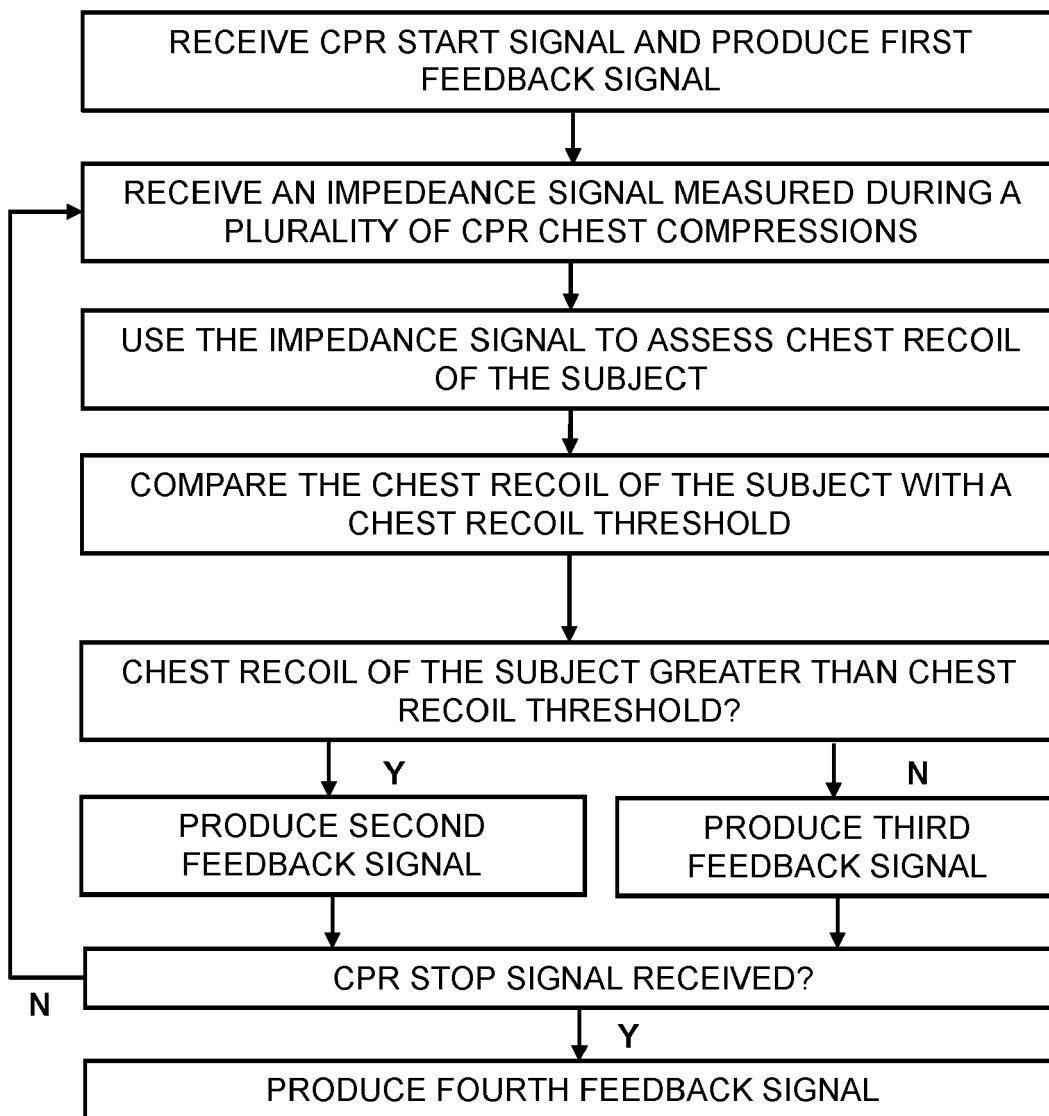 RECEIVE CPR START SIGNAL AND PRODUCE FIRST
FEEDBACK SIGNAL
RECEIVE AN IMPEDEANCE SIGNAL MEASURED DURING A
PLURALITY OF CPR CHEST COMPRESSIONS
USE THE IMPEDANCE SIGNAL TO ASSESS CHEST RECOIL
OF THE SUBJECT
COMPARE THE CHEST RECOIL OF THE SUBJECT WITH A
CHEST RECOIL THRESHOLD
CHEST RECOIL OF THE SUBJECT GREATER THAN CHEST
RECOIL THRESHOLD?
Y
N
PRODUCE SECOND
FEEDBACK SIGNAL
PRODUCE THIRD
FEEDBACK SIGNAL
CPR STOP SIGNAL RECEIVED?
N
Y
PRODUCE FOURTH FEEDBACK SIGNAL